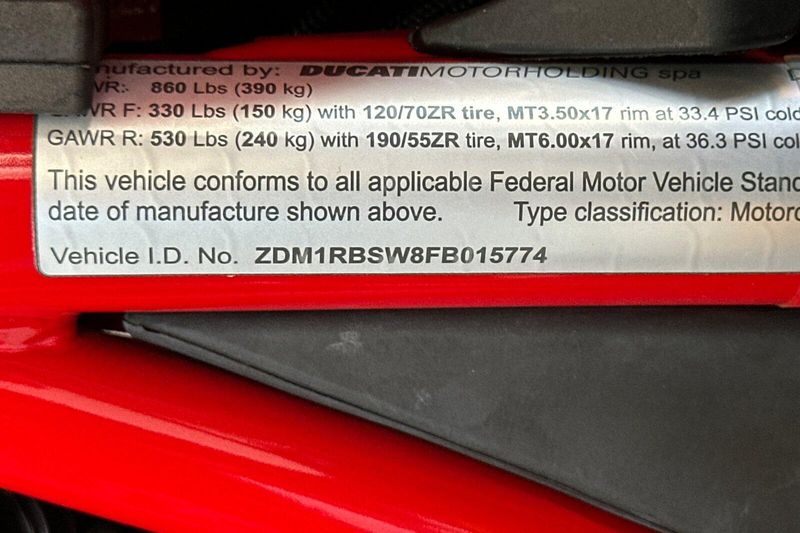 nufactured by: DUCATIMOTORHOLDING spa
WR:- 860 Lbs (390 kg)
WR F: 330 Lbs (150 kg) with 120/70ZR tire, MT3.50x17 rim at 33.4 PSI cold
GAWR R: 530 Lbs (240 kg) with 190/55ZR tire, MT6.00x17 rim, at 36.3 PSI col
This vehicle conforms to all applicable Federal Motor Vehicle Stand
date of manufacture shown above. Type classification: Motorc
Vehicle I.D. No. ZDM1RBSW8FB015774